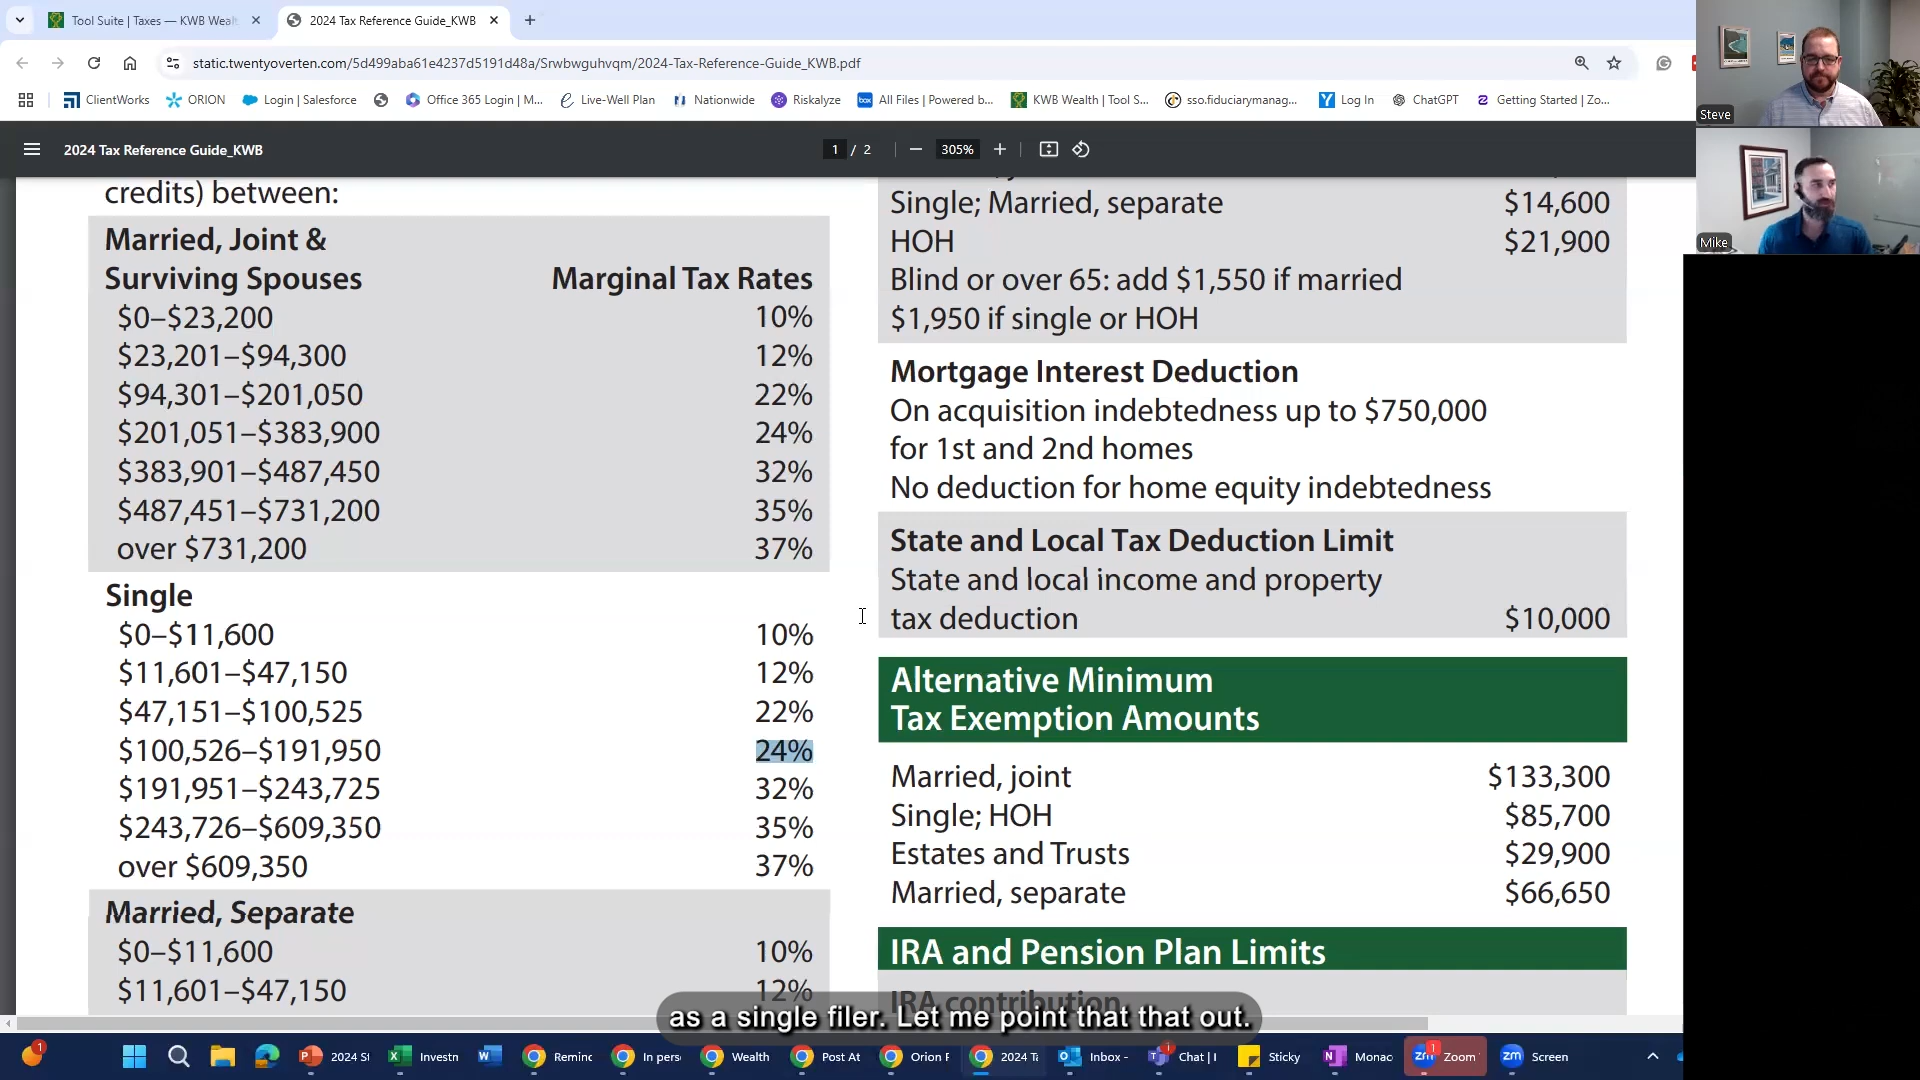 Tool Suite | Taxes — KWB Wea
2024 Tax Reference Guide_KWB
static.twentyoverten.com/5d499aba61e4237d5191d48a/Srwbwguhvqm/2024-Tax-Reference-Guide_KWB.pdf
ClientWorks
ORION
Login | Salesforce
Office 365 Login | M...
Live-Well Plan
Nationwide
Riskalyze
box
All Files | Powered b...
KWB Wealth | Tool S...
sso.fiduciarymanag...
Log In
ChatGPT
Getting Started | Zo...
2024 Tax Reference Guide_KWB
1 / 2
305%
Steve
Mike
credits) between:
Married, Joint &
Surviving Spouses Marginal Tax Rates
$0–$23,200 10%
$23,201–$94,300 12%
$94,301–$201,050 22%
$201,051–$383,900 24%
$383,901–$487,450 32%
$487,451–$731,200 35%
over $731,200 37%
Single
$0–$11,600 10%
$11,601–$47,150 12%
$47,151–$100,525 22%
$100,526–$191,950 24%
$191,951–$243,725 32%
$243,726–$609,350 35%
over $609,350 37%
Married, Separate
$0–$11,600 10%
$11,601–$47,150 12%
Single; Married, separate $14,600
HOH $21,900
Blind or over 65: add $1,550 if married
$1,950 if single or HOH
Mortgage Interest Deduction
On acquisition indebtedness up to $750,000
for 1st and 2nd homes
No deduction for home equity indebtedness
State and Local Tax Deduction Limit
State and local income and property
tax deduction $10,000
Alternative Minimum
Tax Exemption Amounts
Married, joint $133,300
Single; HOH $85,700
Estates and Trusts $29,900
Married, separate $66,650
IRA and Pension Plan Limits
IRA contribution
as a single filer. Let me point that that out.
1
2024 St
Investn
Reminc
In pers
Wealth
Post At
Orion F
2024 Ta
Inbox -
Chat | I
Sticky
Monac
zm
1
Zoom
zm
Screen